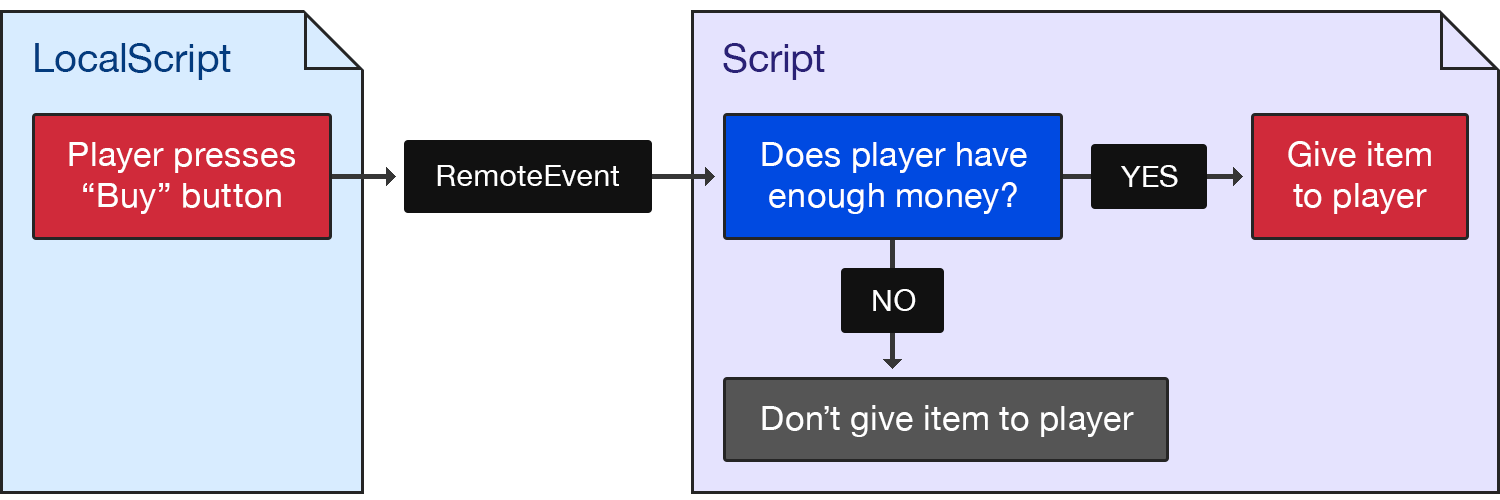 LocalScript
Player presses
“Buy” button
RemoteEvent
Script
Does player have
enough money?
YES
Give item
to player
NO
Don’t give item to player